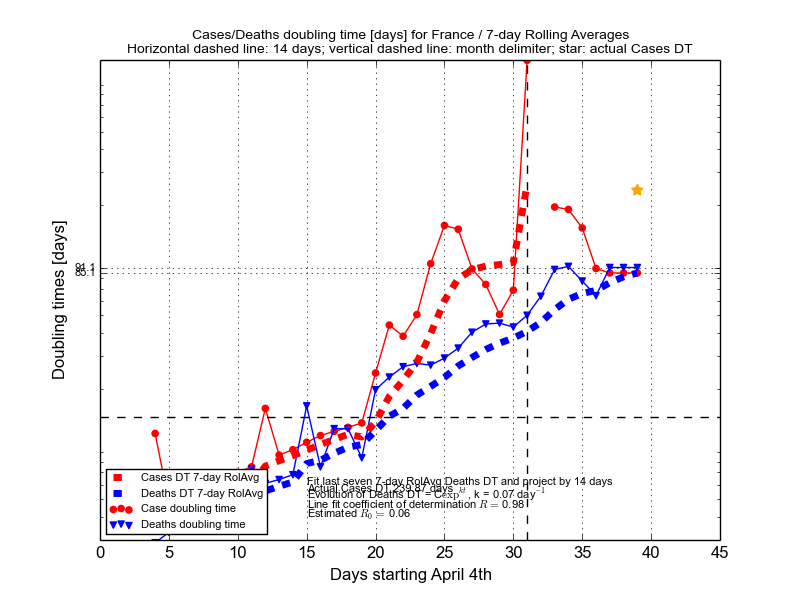 Cases/Deaths doubling time [days] for France / 7-day Rolling Averages
Horizontal dashed line: 14 days; vertical dashed line: month delimiter; star: actual Cases DT
Doubling times [days]
91.1
Cases DT 7-day RolAvg
Deaths DT 7-day RolAvg
Case doubling time
Deaths doubling time
Fit last seven 7-day RolAvg Deaths DT and project by 14 days
Actual Cases DT 239.87 days
Evolution of Deaths DT = C exp^{kt}, k = 0.07 day^{-1}
Line fit coefficient of determination R = 0.98
Estimated R_0 = 0.06
0 5 10 15 20 25 30 35 40 45
Days starting April 4th